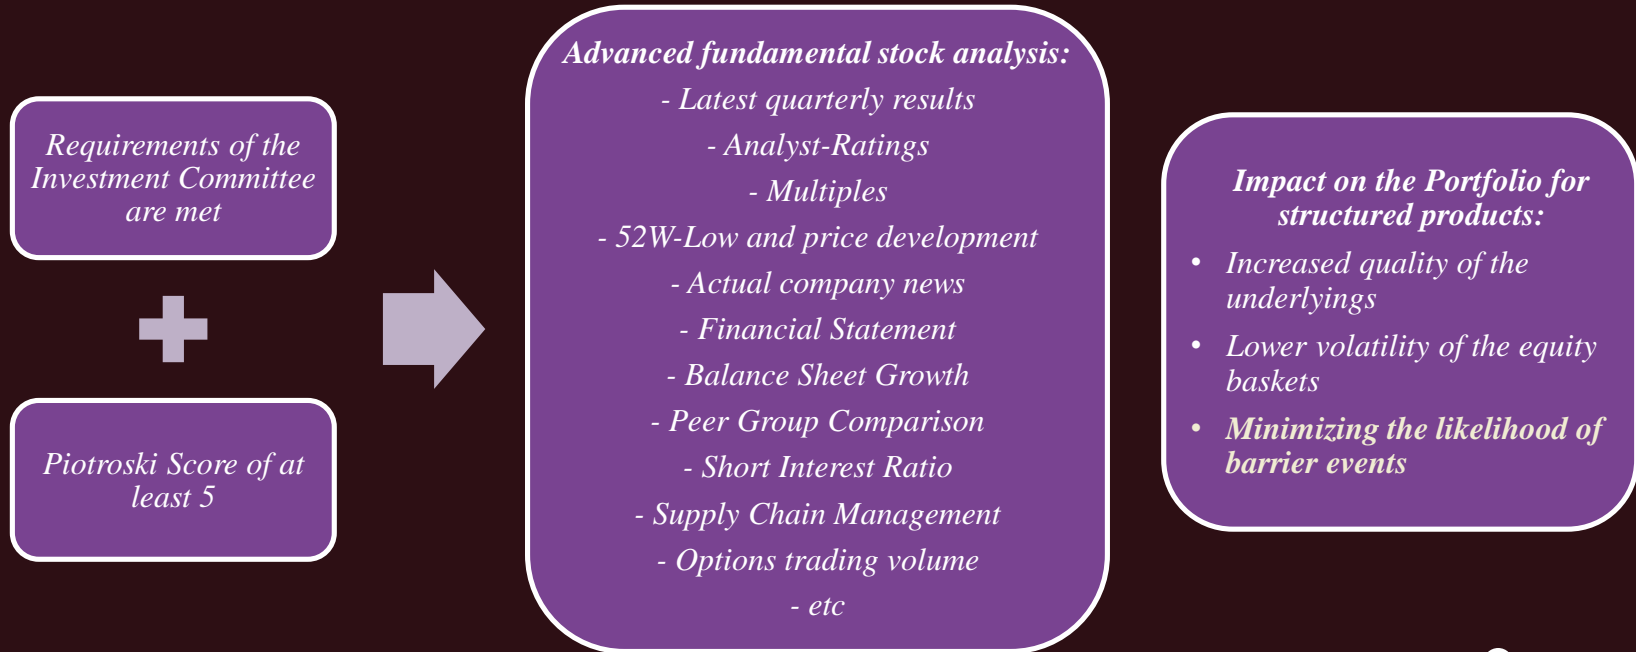 Requirements of the
Investment Committee
are met
Piotroski Score of at
least 5
Advanced fundamental stock analysis:
- Latest quarterly results
- Analyst-Ratings
- Multiples
- 52W-Low and price development
- Actual company news
- Financial Statement
- Balance Sheet Growth
- Peer Group Comparison
- Short Interest Ratio
- Supply Chain Management
- Options trading volume
- etc
Impact on the Portfolio for
structured products:
• Increased quality of the
underlyings
• Lower volatility of the equity
baskets
• Minimizing the likelihood of
barrier events